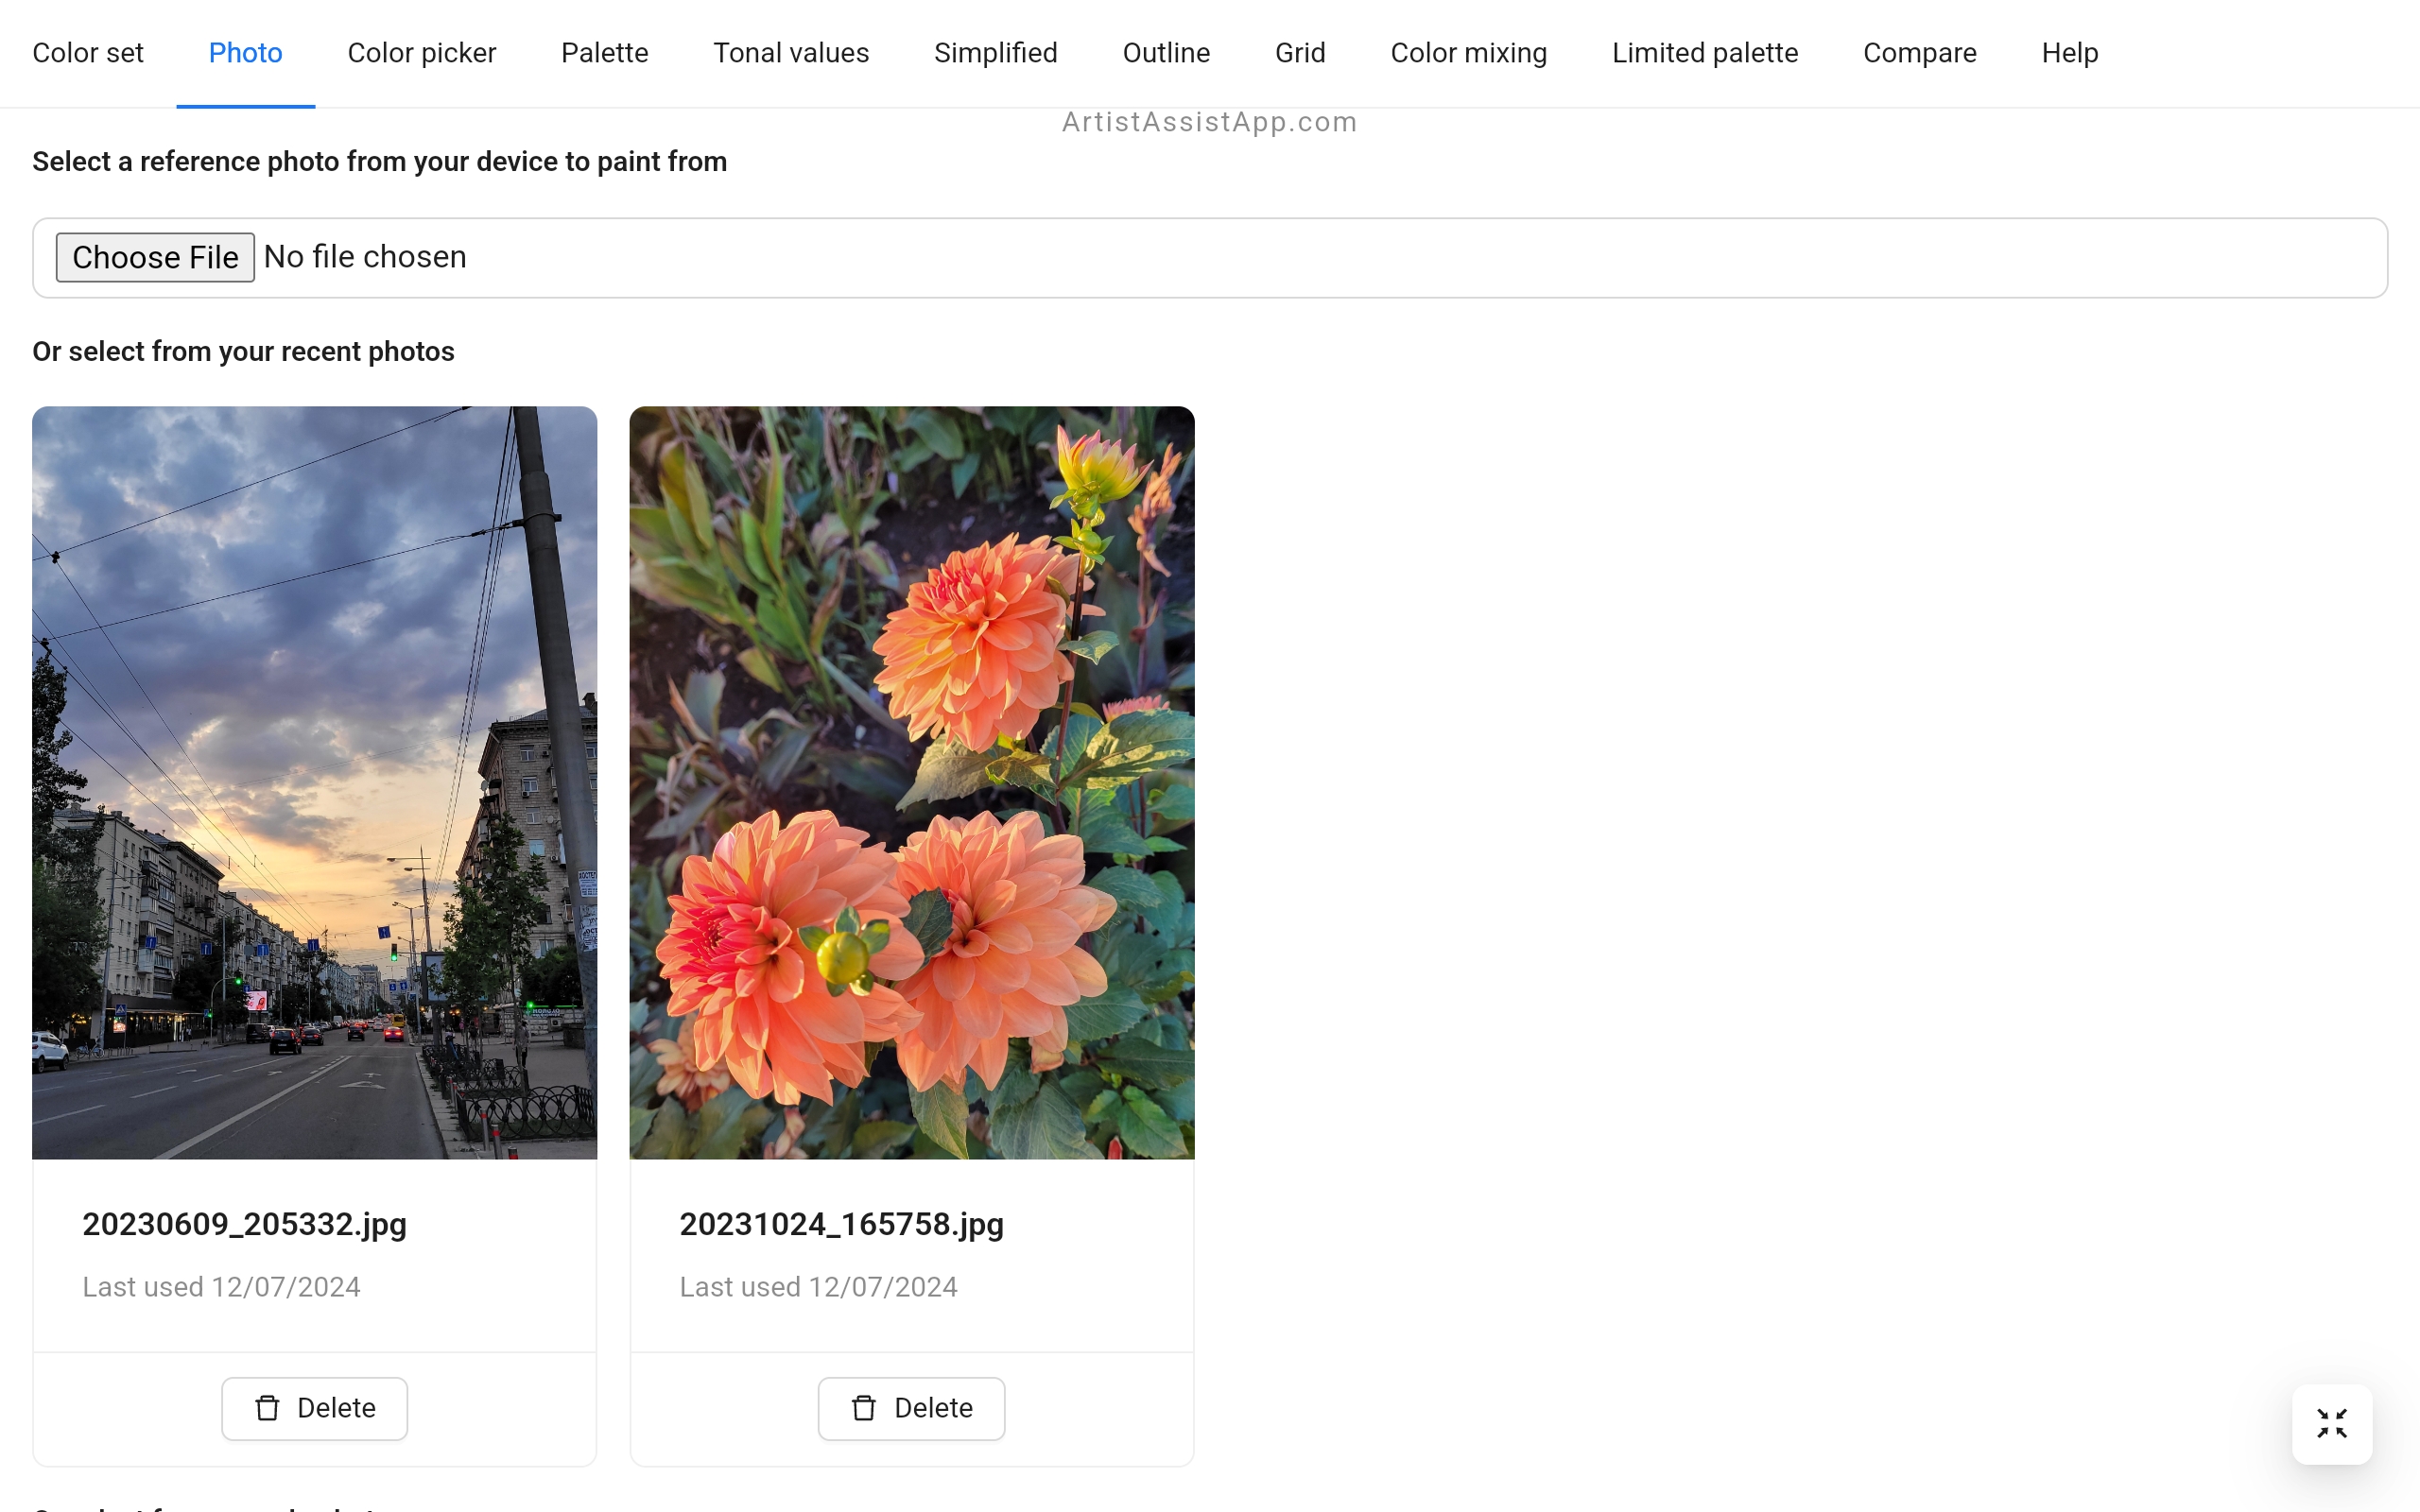 Color set Photo Color picker Palette Tonal values Simplified Outline Grid Color mixing Limited palette Compare Help
ArtistAssistApp.com
Select a reference photo from your device to paint from
Choose File No file chosen
Or select from your recent photos
20230609_205332.jpg
Last used 12/07/2024
Delete
20231024_165758.jpg
Last used 12/07/2024
Delete